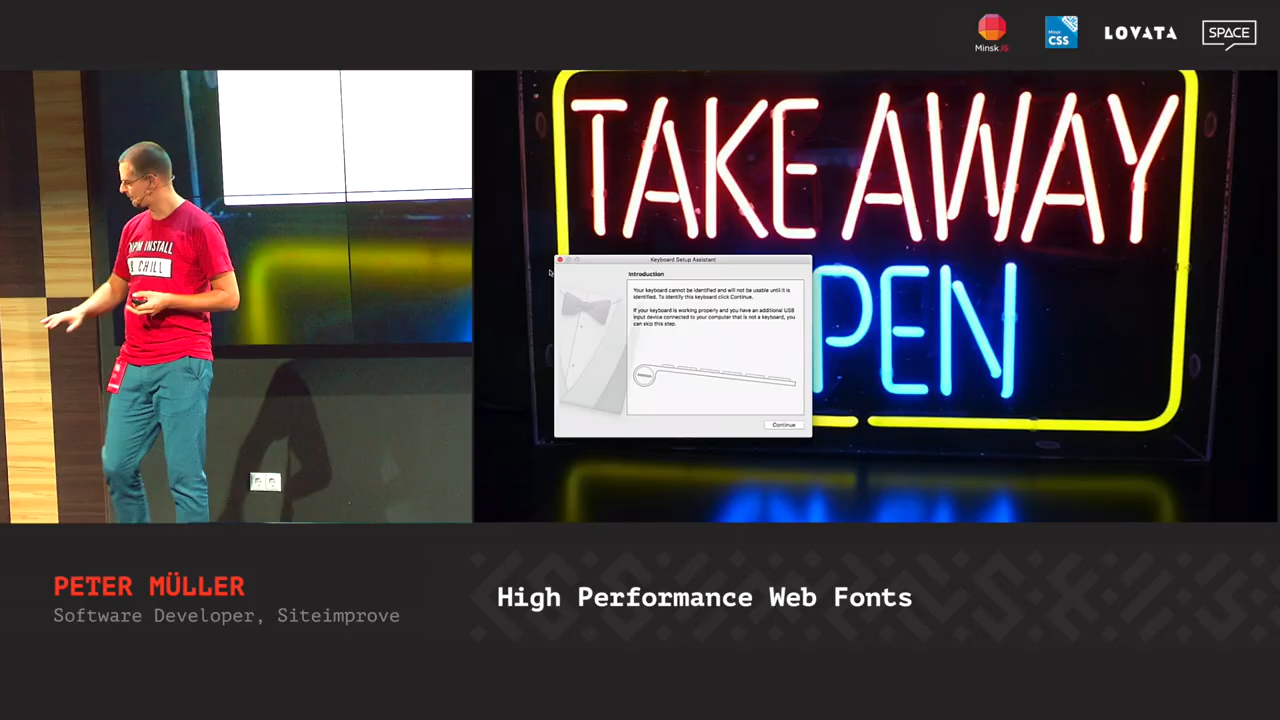 MinskJS
Minsk
CSS
LOVATA
SPACE
NPM INSTALL
& CHILL
TAKE AWAY
PEN
Keyboard Setup Assistant
Introduction
Your keyboard cannot be identified and will not be usable until it is
identified. To identify this keyboard click Continue.
If your keyboard is working properly and you have an additional USB
input device connected to your computer that is not a keyboard, you
can skip this step.
Continue
PETER MÜLLER
Software Developer, Siteimprove
High Performance Web Fonts